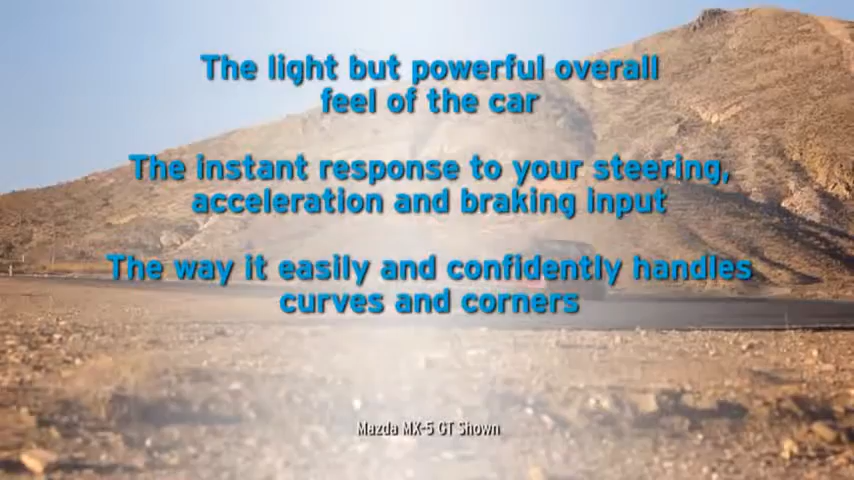 The light but powerful overall
feel of the car
The instant response to your steering,
acceleration and braking input
The way it easily and confidently handles
curves and corners
Mazda MX-5 GT Shown